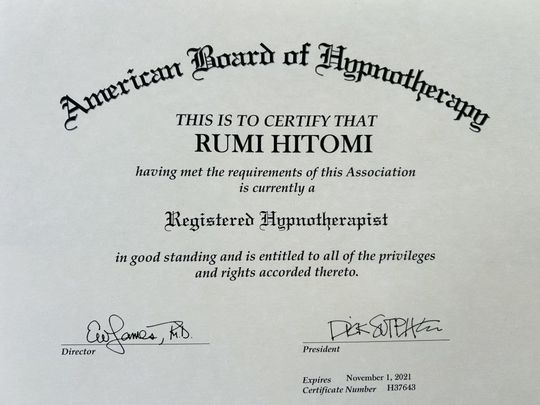 American Board of Hypnotherapy
THIS IS TO CERTIFY THAT
RUMI HITOMI
having met the requirements of this Association
is currently a
Registered Hypnotherapist
in good standing and is entitled to all of the privileges
and rights accorded thereto.
Director
President
Expires November 1, 2021
Certificate Number H37643